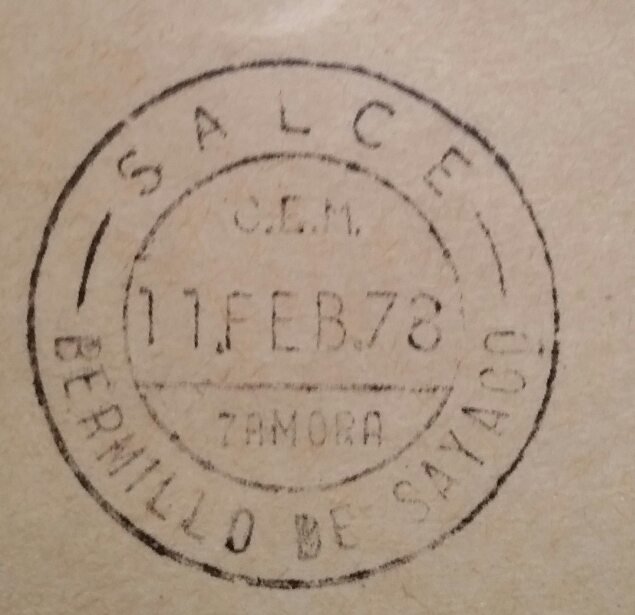 SALCE
C.E.M.
11.FEB.78
ZAMORA
BERMILLO DE SAYAGO